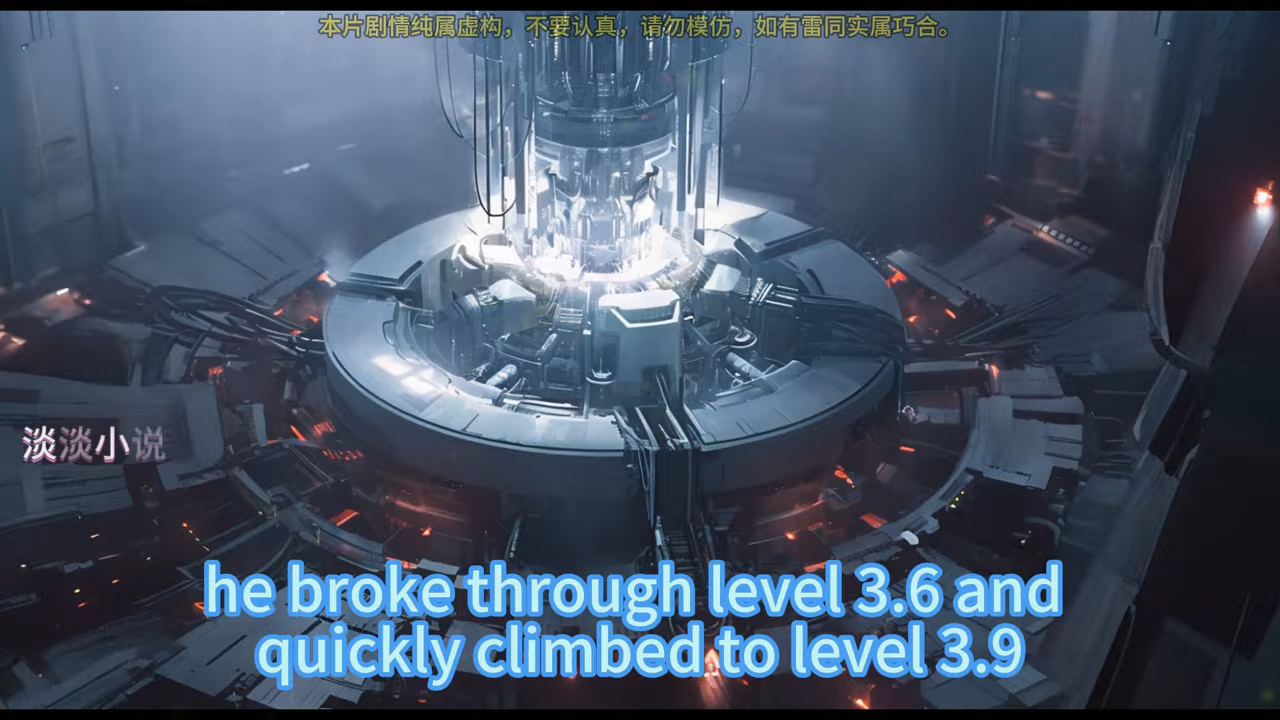 本片剧情纯属虚构，不要认真，请勿模仿，如有雷同实属巧合。
淡淡小说
he broke through level 3.6 and
quickly climbed to level 3.9